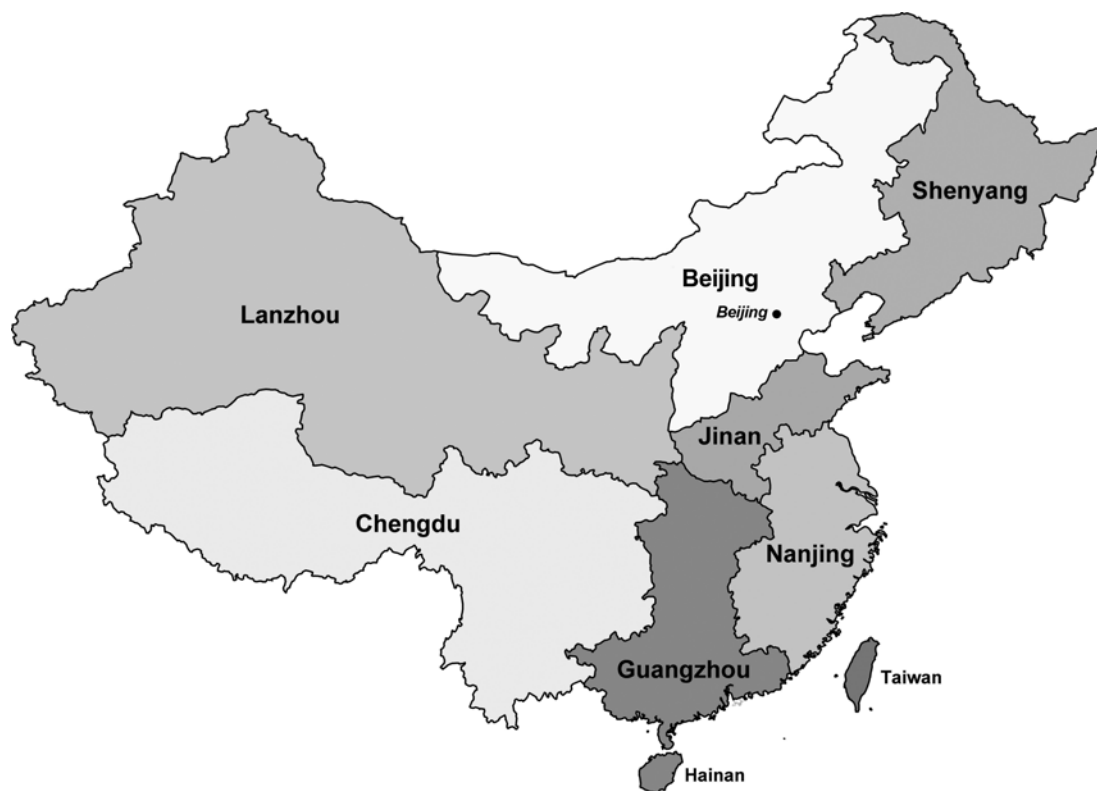 Shenyang
Beijing
Beijing
Lanzhou
Jinan
Chengdu
Nanjing
Guangzhou
Taiwan
Hainan